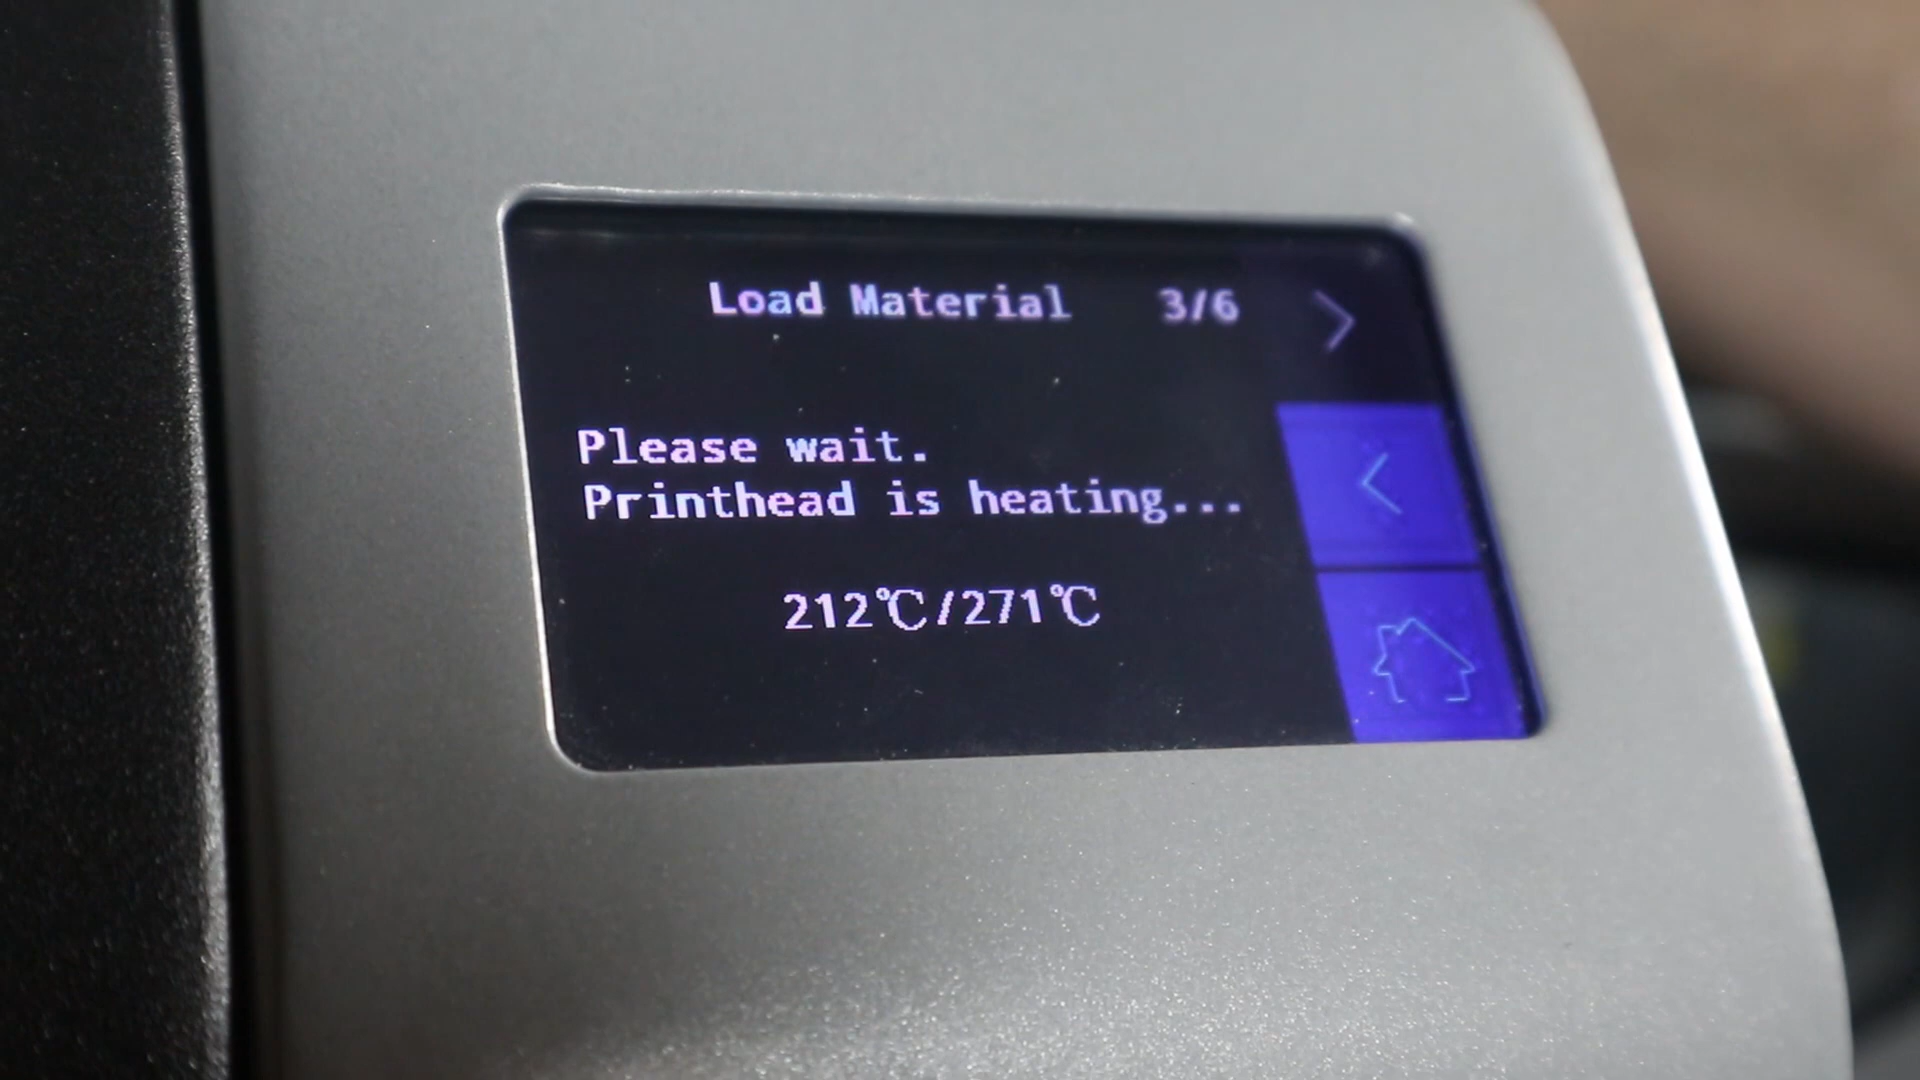 Load Material 3/6
Please wait.
Printhead is heating...
212℃/271℃